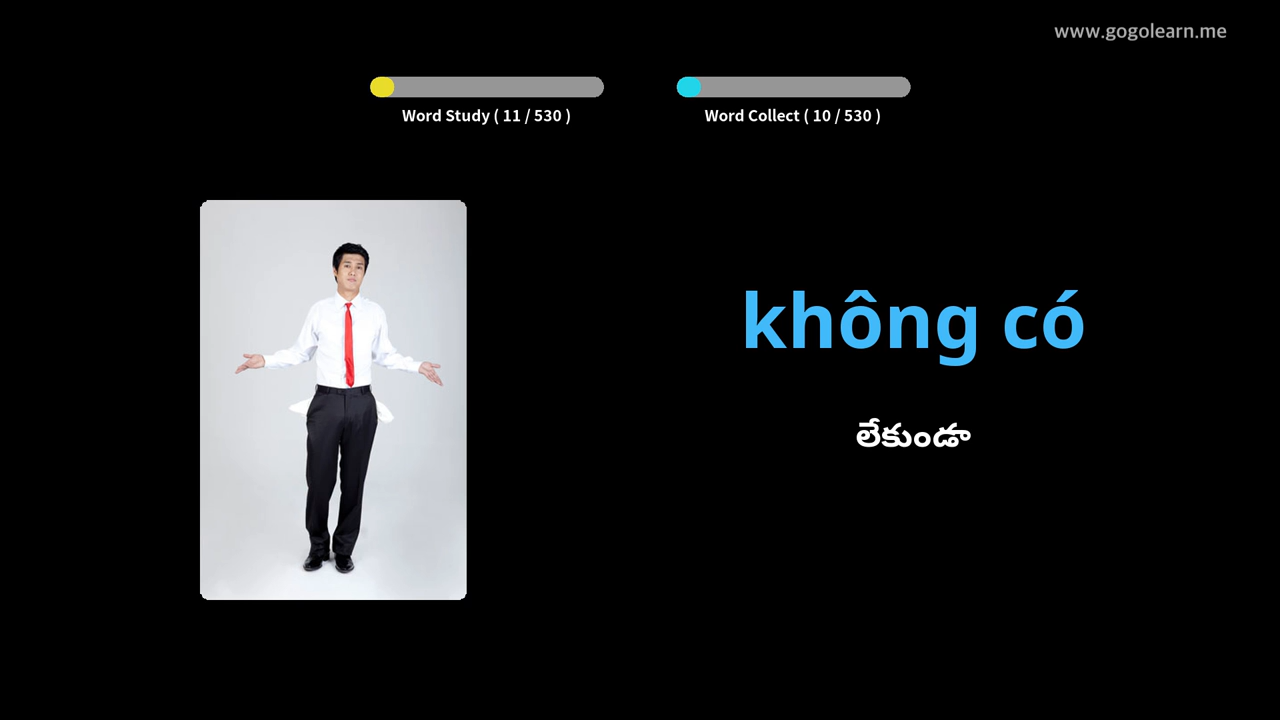 www.gogolearn.me
Word Study ( 11 / 530 )
Word Collect ( 10 / 530 )
không có
లేకుండా